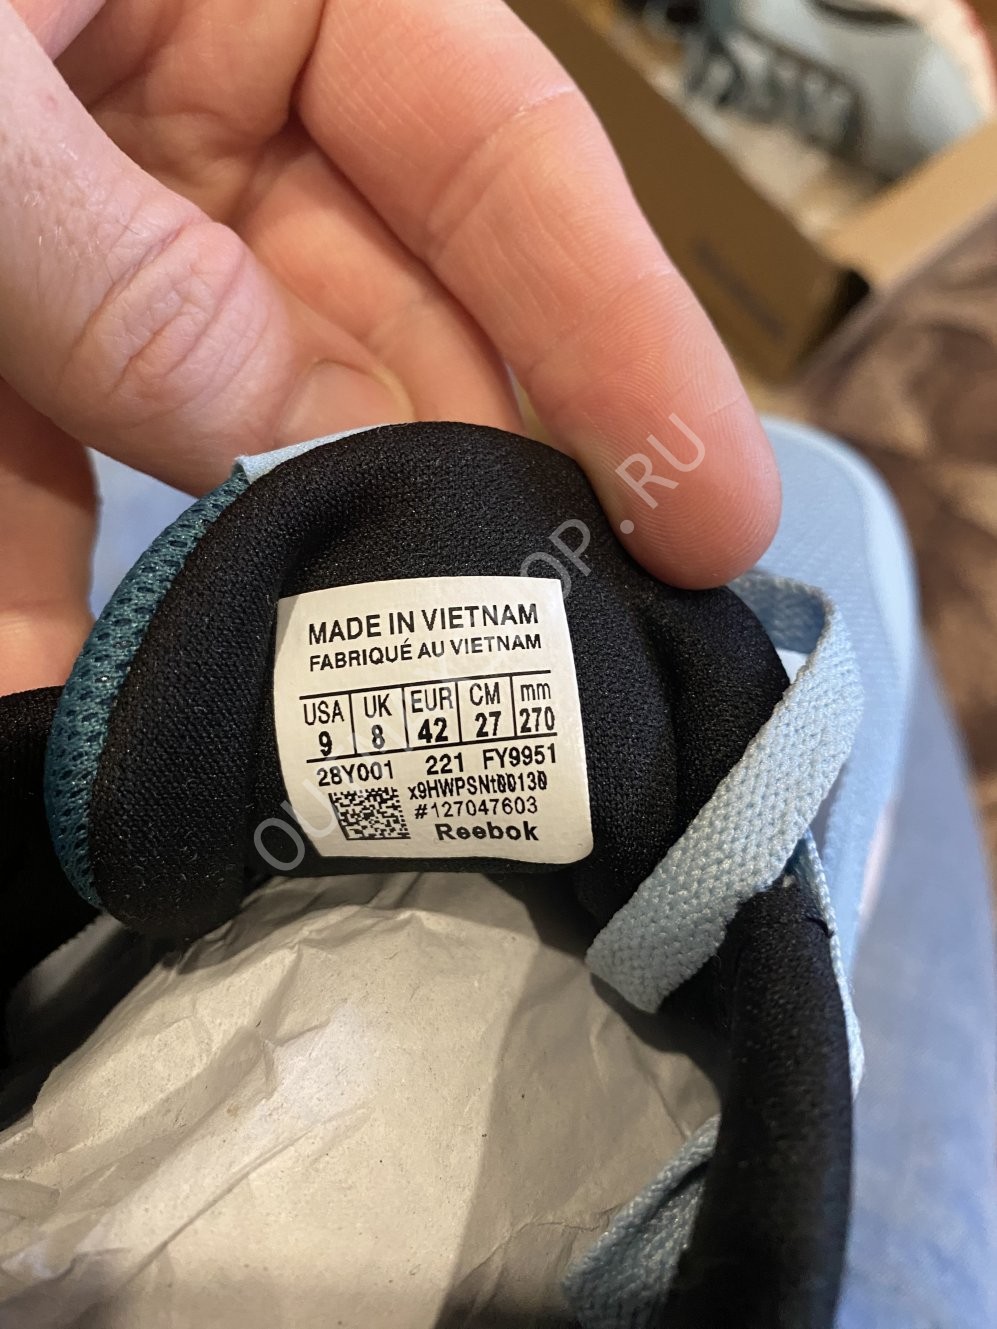 MADE IN VIETNAM
FABRIQUÉ AU VIETNAM
USA UK EUR CM mm
9 8 42 27 270
28Y001 221 FY9951
x9HWPSNt00130
#127047603
Reebok